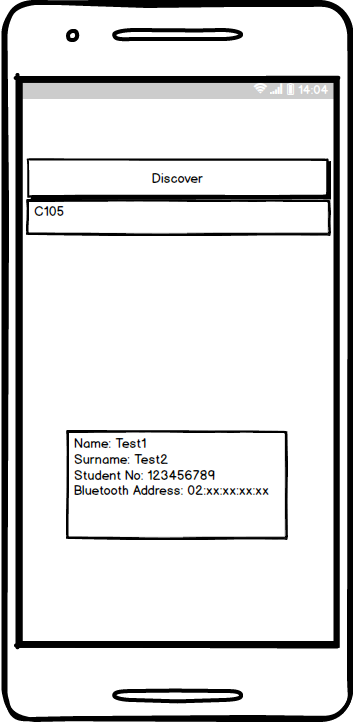 14:04
Discover
C105
Name: Test1
Surname: Test2
Student No: 123456789
Bluetooth Address: 02:xx:xx:xx:xx